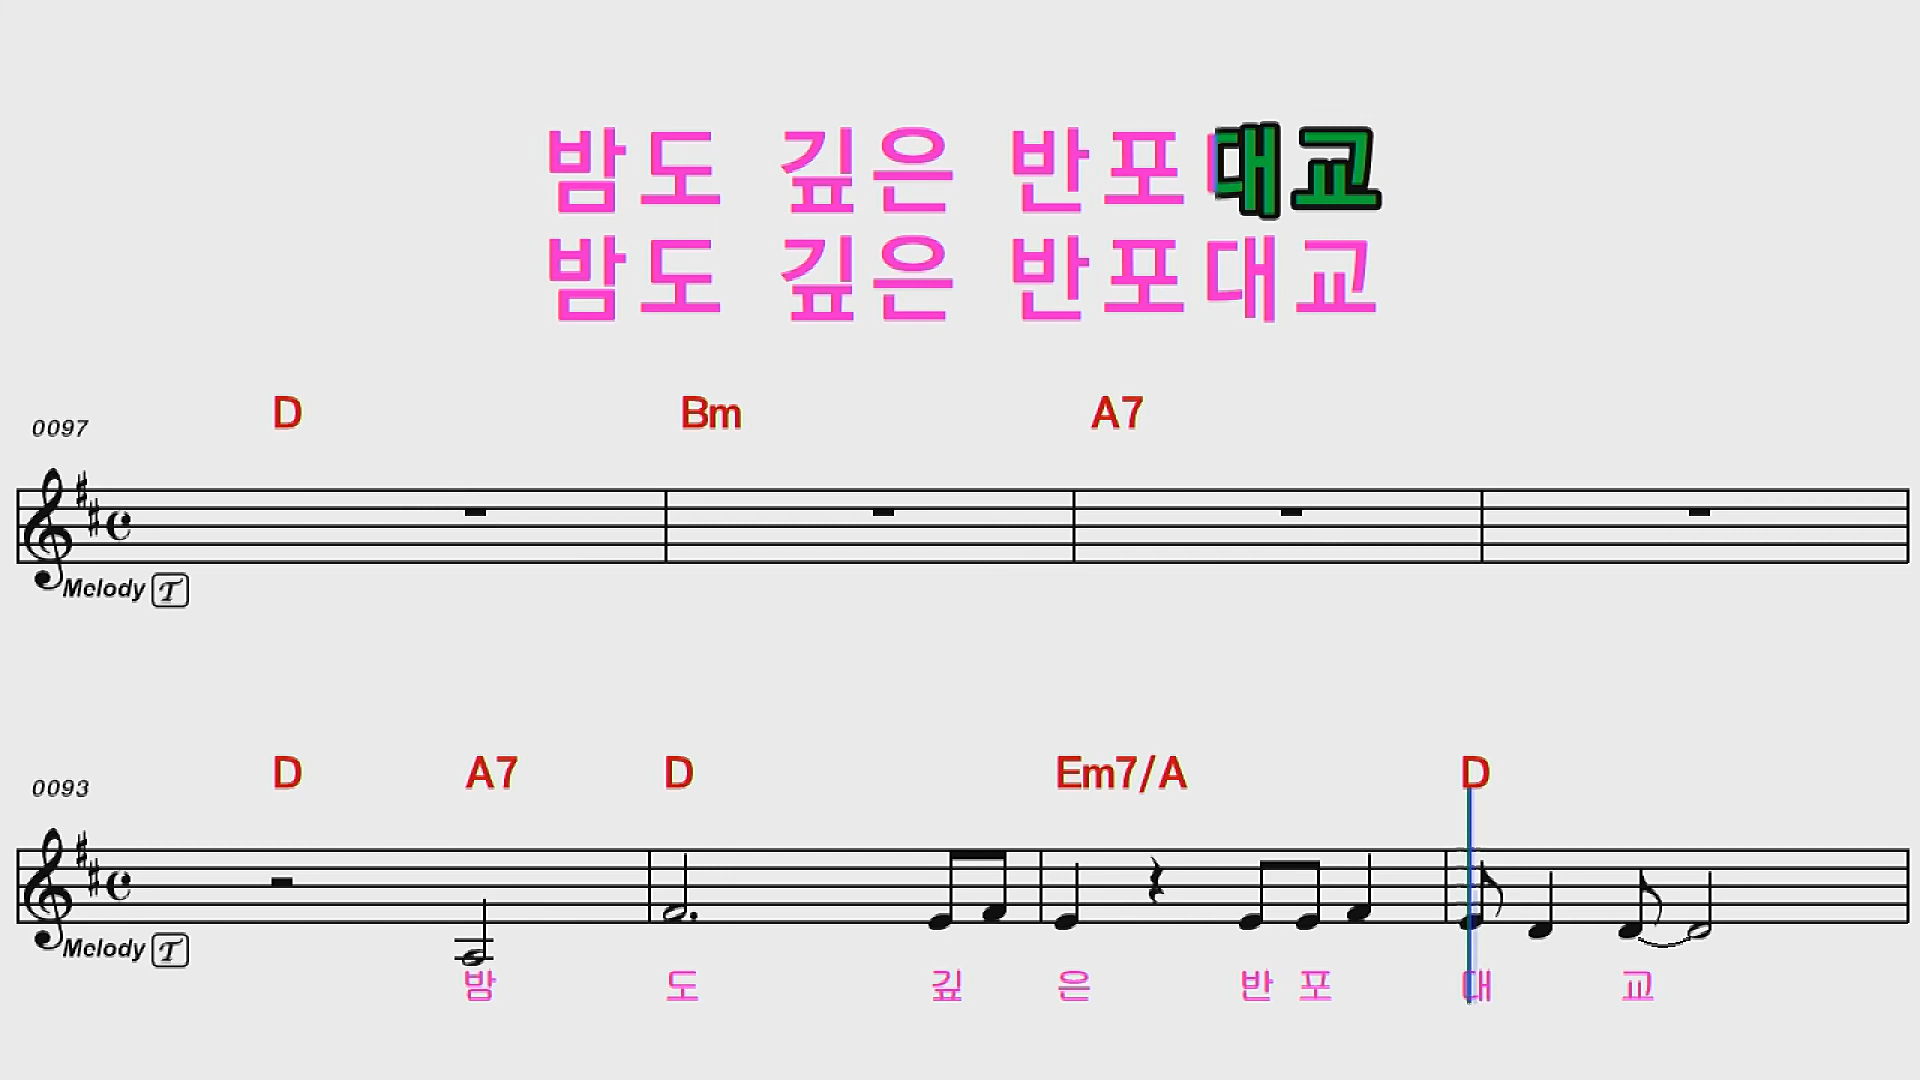 밤도 깊은 반포대교
밤도 깊은 반포대교
D Bm A7
0097
Melody T
D A7 D Em7/A D
0093
Melody T
밤 도 깊 은 반 포 대 교